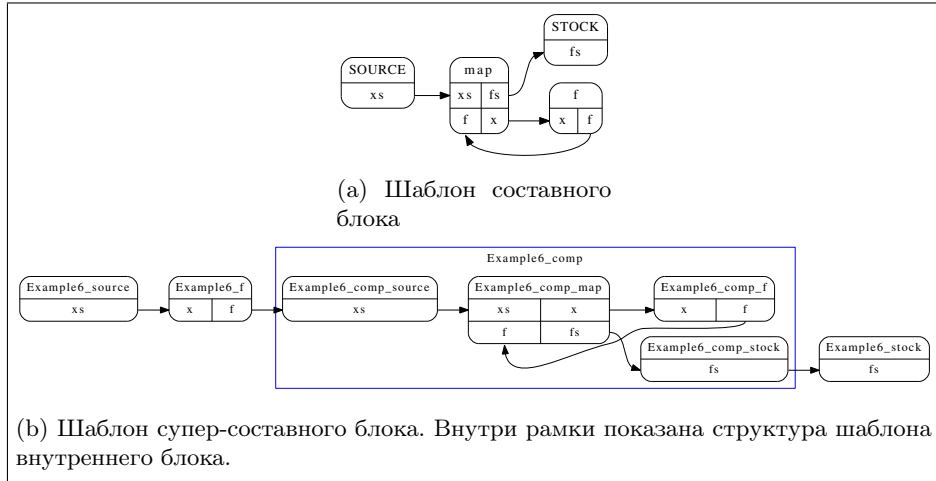 STOCK
fs
SOURCE
xs
map
xs fs
f x
f
x f
(a) Шаблон составного
блока
Example6_comp
Example6_source
xs
Example6_f
x f
Example6_comp_source
xs
Example6_comp_map
xs x
f fs
Example6_comp_f
x f
Example6_comp_stock
fs
Example6_stock
fs
(b) Шаблон супер-составного блока. Внутри рамки показана структура шаблона
внутреннего блока.